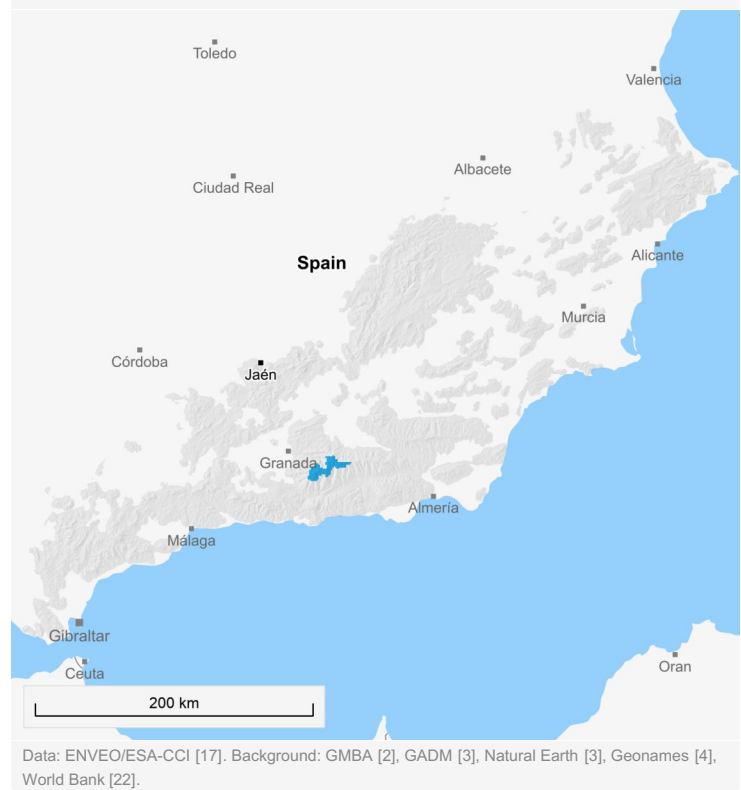 Toledo
Valencia
Albacete
Ciudad Real
Alicante
Spain
Murcia
Córdoba
Jaén
Granada
Almería
Málaga
Gibraltar
Ceuta
Oran
200 km
Data: ENVEO/ESA-CCI [17]. Background: GMBA [2], GADM [3], Natural Earth [3], Geonames [4],
World Bank [22].